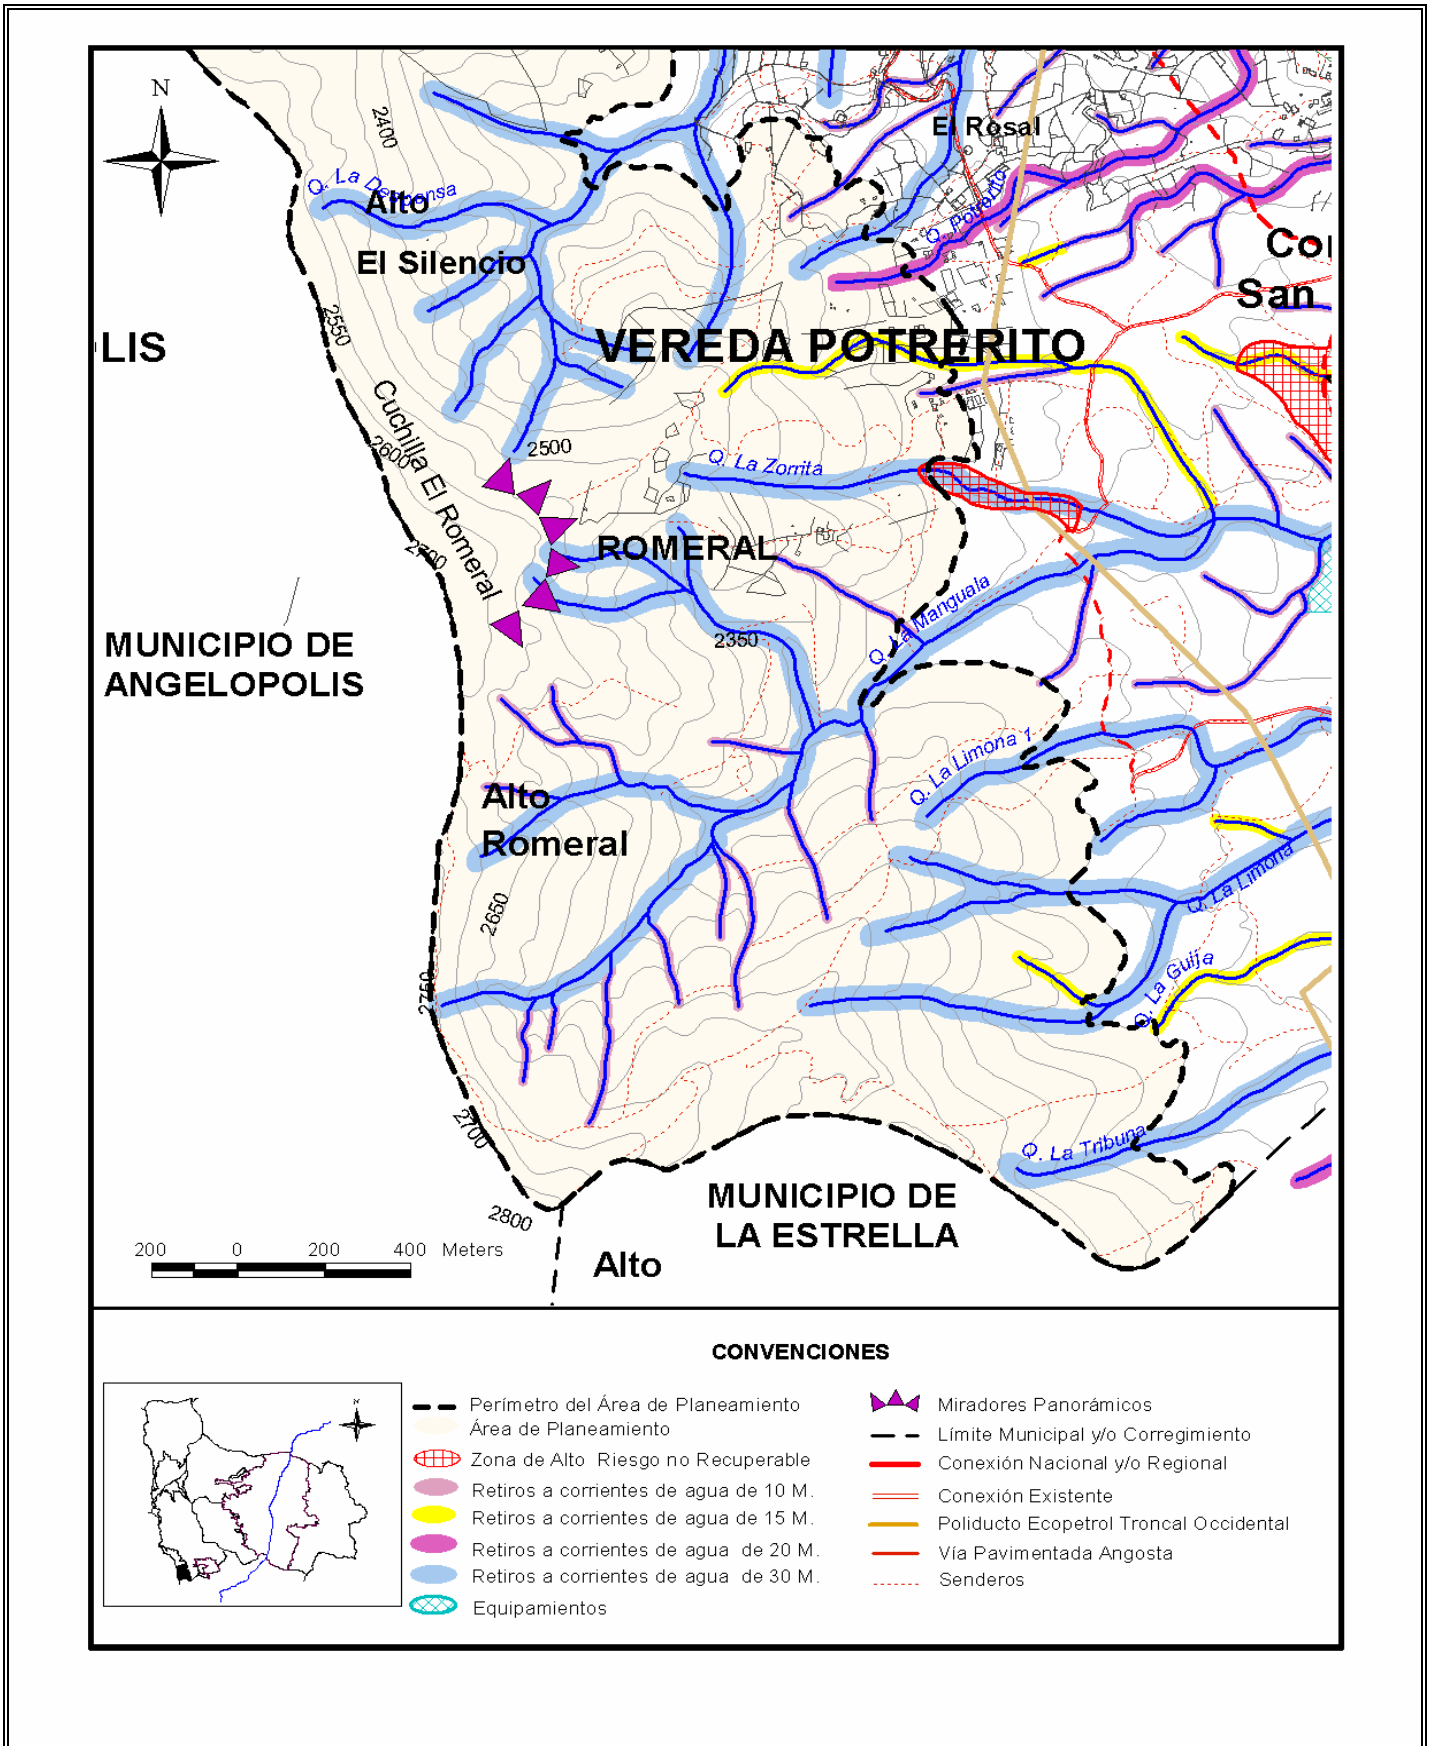 N
2400
El Rosal
Q. La Despensa
Alto
El Silencio
Q. Potrerito
Col
San
2550
LIS
VEREDA POTRERITO
Cuchilla El Romeral
2600
2500
Q. La Zorrita
2700
ROMERAL
Q. La Manguala
2350
MUNICIPIO DE
ANGELOPOLIS
Q. La Limona 1
Alto
Romeral
2650
Q. La Limona
2750
Q. La Guija
2700
Q. La Tribuna
2800
MUNICIPIO DE
LA ESTRELLA
Alto
200 0 200 400 Meters
CONVENCIONES
N
Perímetro del Área de Planeamiento
Área de Planeamiento
Zona de Alto Riesgo no Recuperable
Retiros a corrientes de agua de 10 M.
Retiros a corrientes de agua de 15 M.
Retiros a corrientes de agua de 20 M.
Retiros a corrientes de agua de 30 M.
Equipamientos
Miradores Panorámicos
Límite Municipal y/o Corregimiento
Conexión Nacional y/o Regional
Conexión Existente
Poliducto Ecopetrol Troncal Occidental
Vía Pavimentada Angosta
Senderos